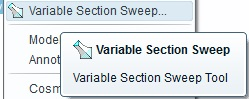 Variable Section Sweep...
Mode
Variable Section Sweep
Annot
Variable Section Sweep Tool
Cosm